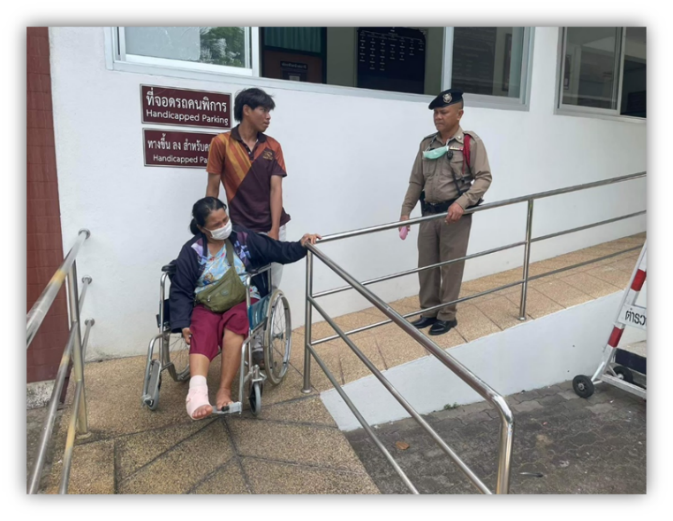 ที่จอดรถคนพิการ
Handicapped Parking
ทางขึ้น ลง สำหรับ
Handicapped